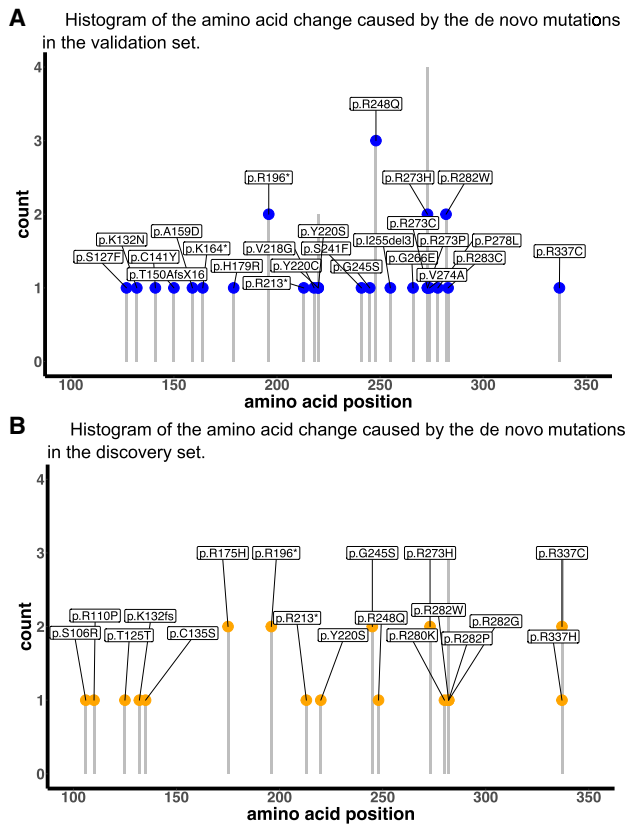 A
Histogram of the amino acid change caused by the de novo mutations
in the validation set.
count
4
3
2
1
0
p.R248Q
p.R196*
p.R273H
p.R282W
p.K132N
p.S127F
p.A159D
p.C141Y
p.K164*
p.T150AfsX16
p.H179R
p.V218G
p.Y220S
p.S241F
p.Y220C
p.R213*
p.G245S
p.I255del3
p.R273C
p.R273P
p.P278L
p.G266E
p.R283C
p.V274A
p.R337C
100 150 200 250 300 350
amino acid position
B
Histogram of the amino acid change caused by the de novo mutations
in the discovery set.
count
4
3
2
1
0
p.R175H
p.R196*
p.G245S
p.R273H
p.R337C
p.R110P
p.K132fs
p.S106R
p.T125T
p.C135S
p.R213*
p.R248Q
p.R282W
p.R282G
p.Y220S
p.R280K
p.R282P
p.R337H
100 150 200 250 300 350
amino acid position